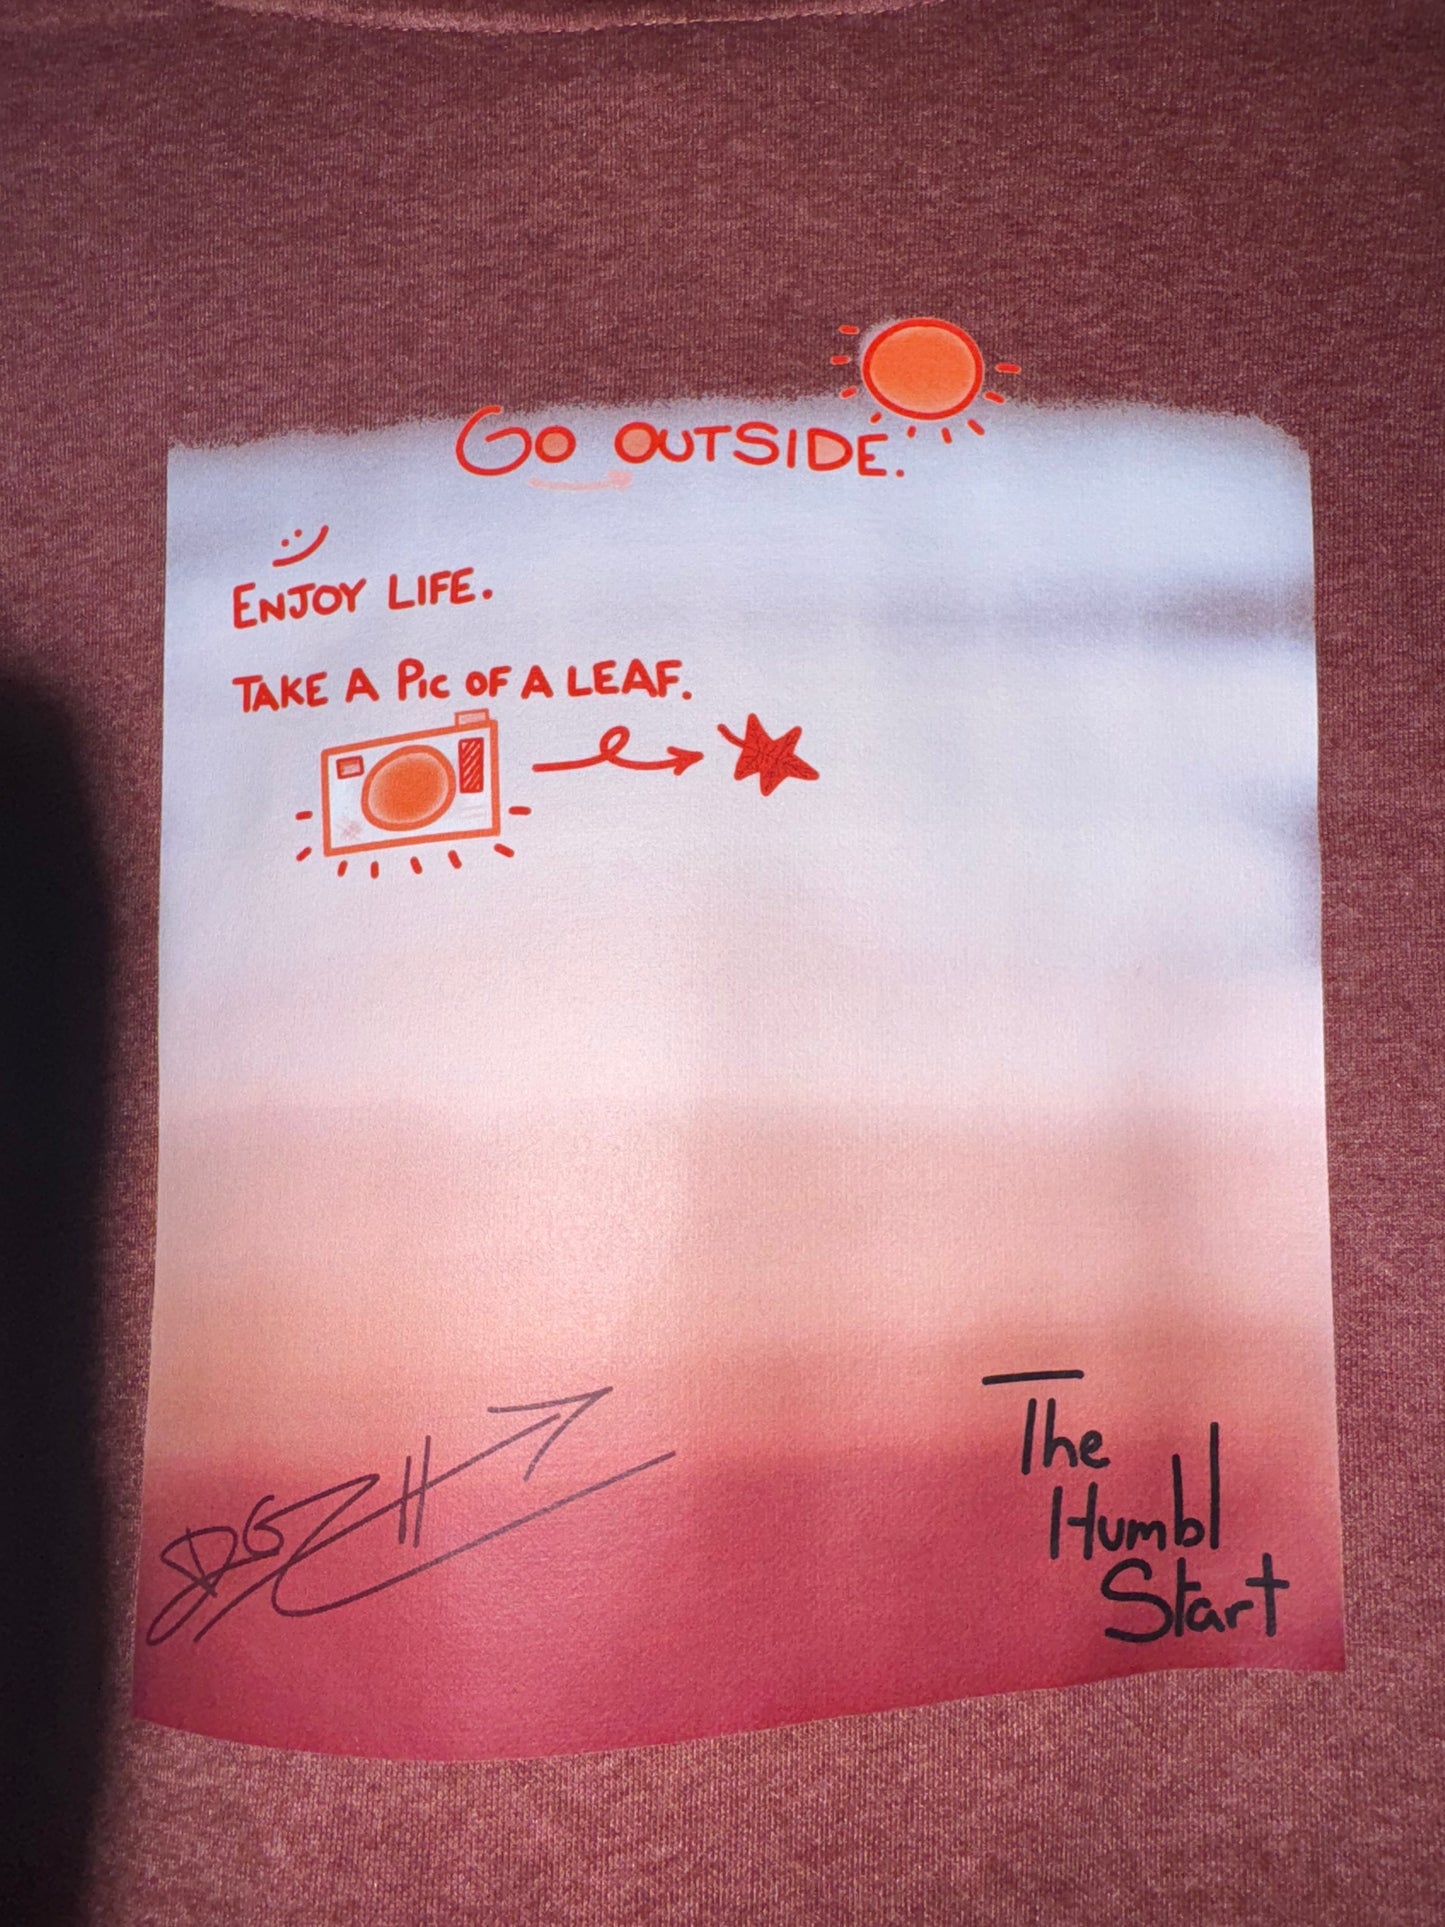 Go OUTSIDE.
ENJOY LIFE.
TAKE A Pic OF A LEAF.
The
Humbl
Start